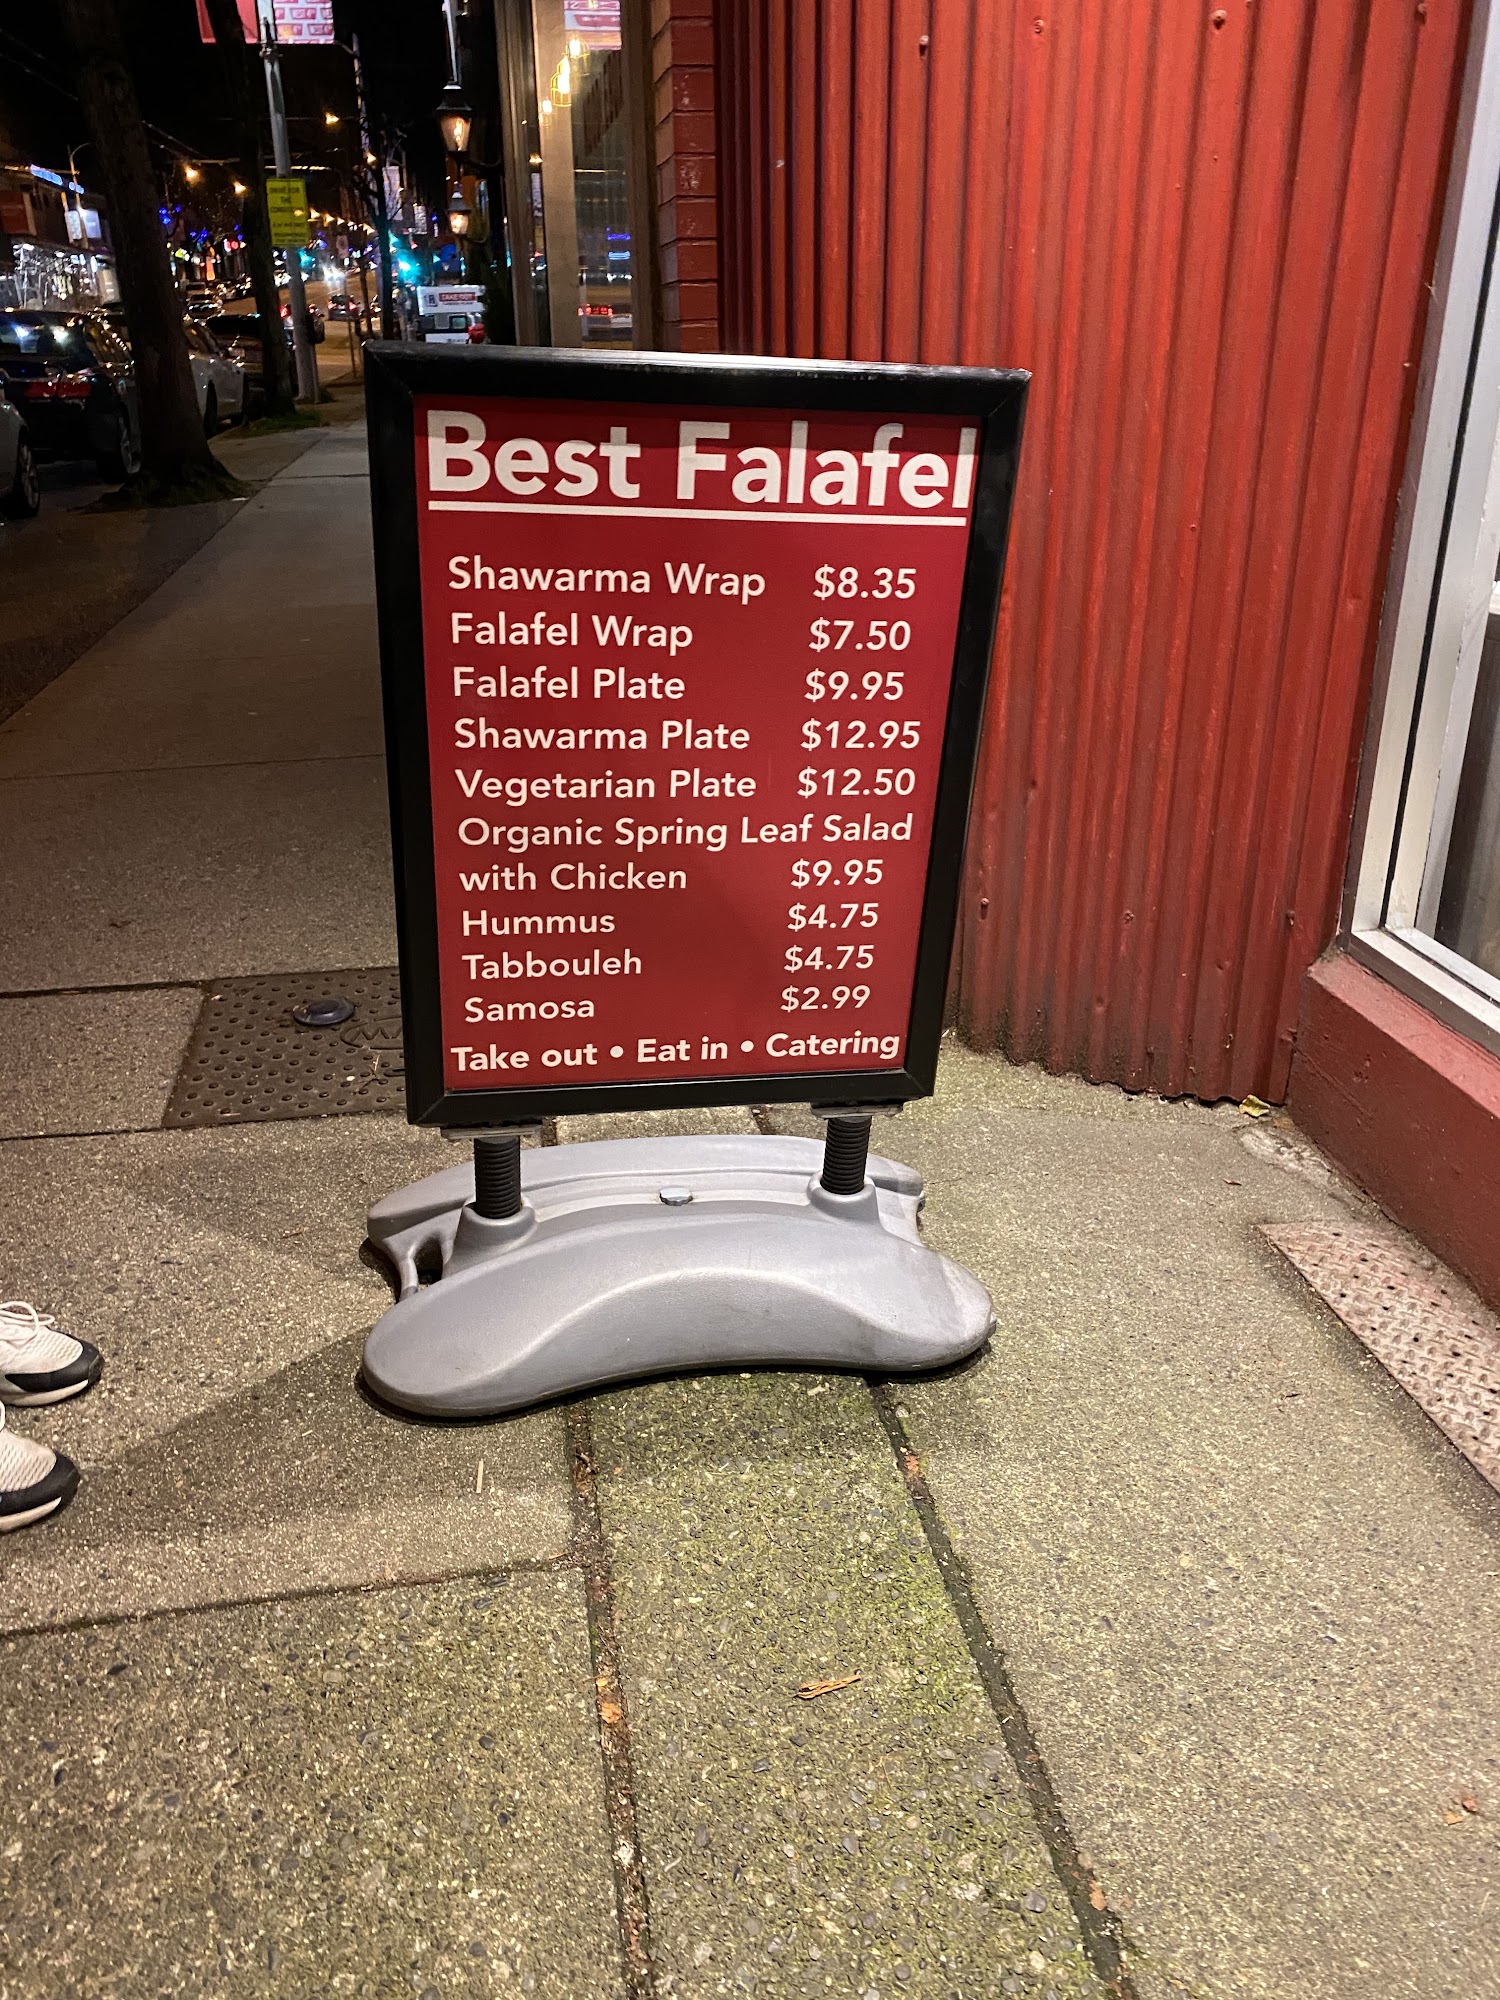 Best Falafel
Shawarma Wrap $8.35
Falafel Wrap $7.50
Falafel Plate $9.95
Shawarma Plate $12.95
Vegetarian Plate $12.50
Organic Spring Leaf Salad
with Chicken $9.95
Hummus $4.75
Tabbouleh $4.75
Samosa $2.99
Take out • Eat in • Catering
TAKE OUT